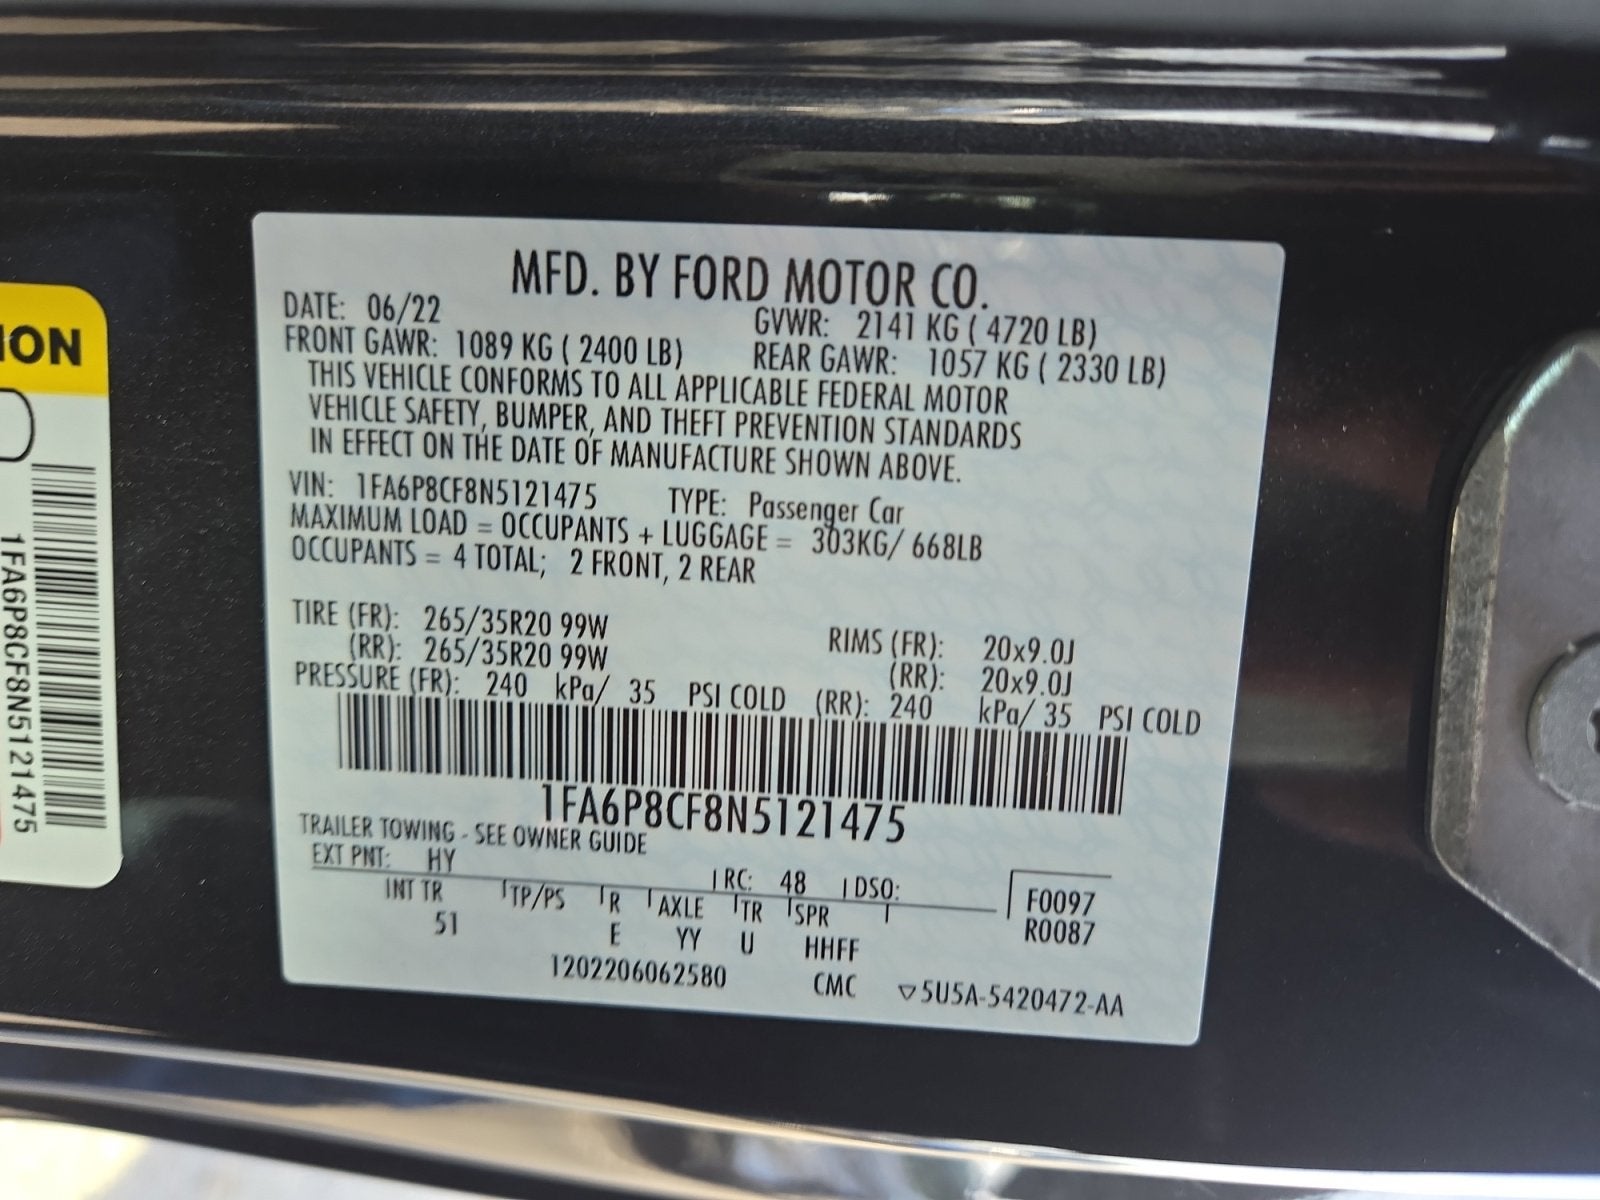 MFD. BY FORD MOTOR CO.
DATE: 06/22 GVWR: 2141 KG ( 4720 LB)
FRONT GAWR: 1089 KG ( 2400 LB) REAR GAWR: 1057 KG ( 2330 LB)
THIS VEHICLE CONFORMS TO ALL APPLICABLE FEDERAL MOTOR
VEHICLE SAFETY, BUMPER, AND THEFT PREVENTION STANDARDS
IN EFFECT ON THE DATE OF MANUFACTURE SHOWN ABOVE.
VIN: 1FA6P8CF8N5121475 TYPE: Passenger Car
MAXIMUM LOAD = OCCUPANTS + LUGGAGE = 303KG/ 668LB
OCCUPANTS = 4 TOTAL; 2 FRONT, 2 REAR
TIRE (FR): 265/35R20 99W RIMS (FR): 20x9.0J
(RR): 265/35R20 99W (RR): 20x9.0J
PRESSURE (FR): 240 kPa/ 35 PSI COLD (RR): 240 kPa/ 35 PSI COLD
1FA6P8CF8N5121475
TRAILER TOWING - SEE OWNER GUIDE
EXT PNT: HY RC: 48 DSO: F0097
INT TR TP/PS R AXLE TR SPR R0087
51 E YY U HHFF
1202206062580 CMC ▽5U5A-5420472-AA
ION
1FA6P8CF8N5121475